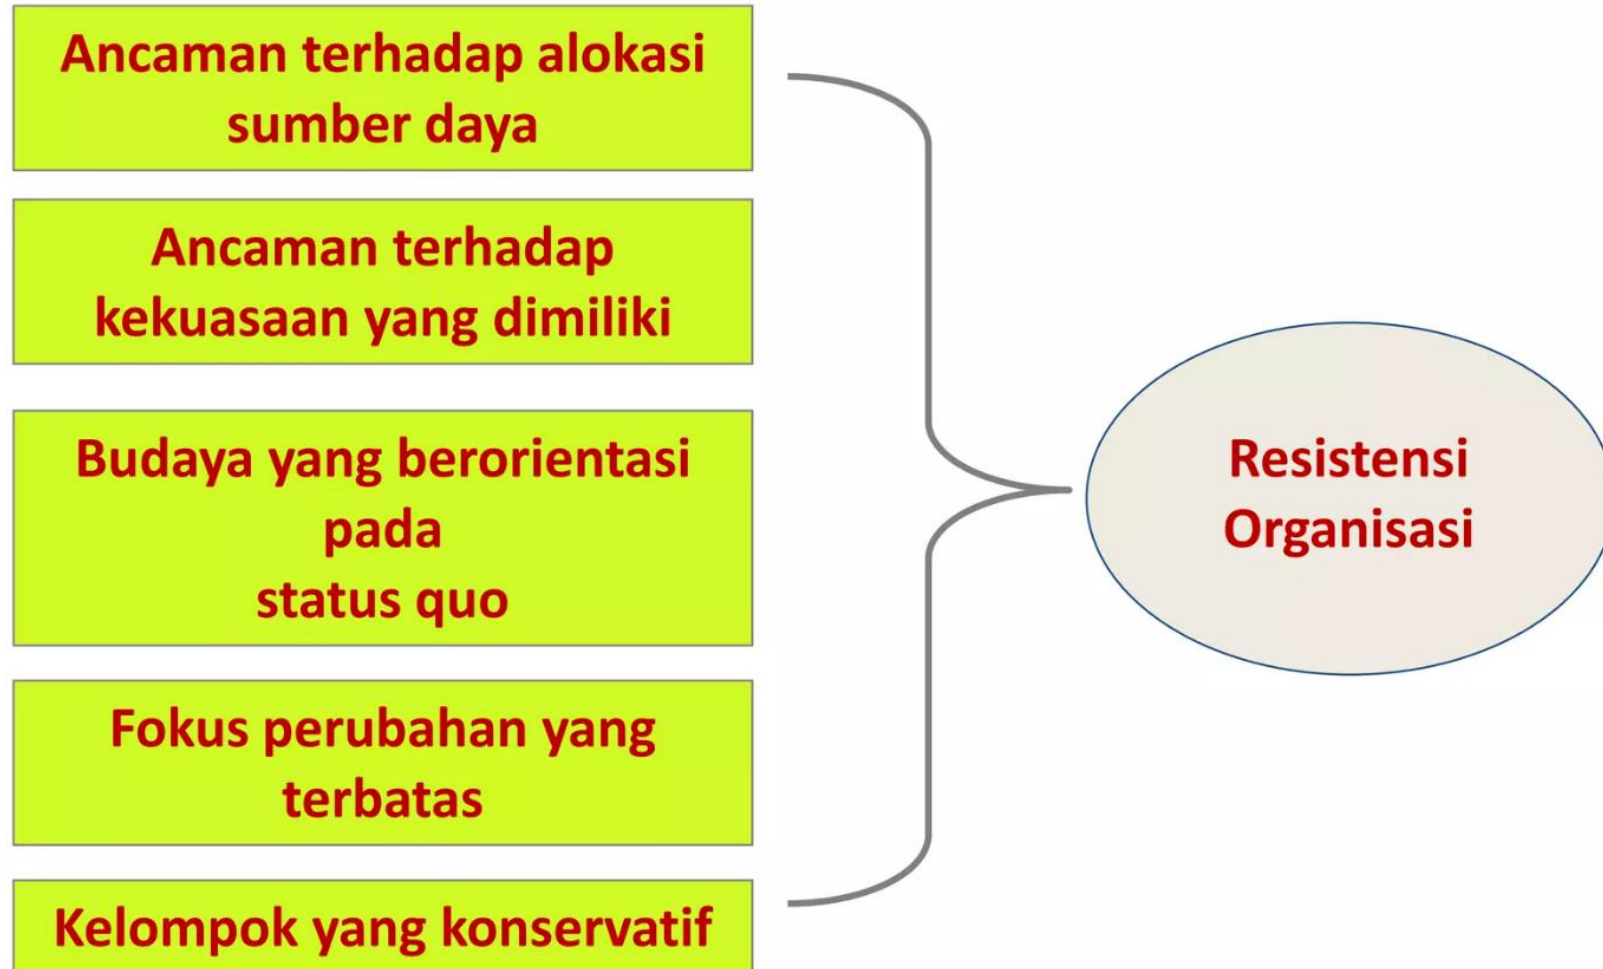 Ancaman terhadap alokasi
sumber daya
Ancaman terhadap
kekuasaan yang dimiliki
Budaya yang berorientasi
pada
status quo
Fokus perubahan yang
terbatas
Kelompok yang konservatif
Resistensi
Organisasi